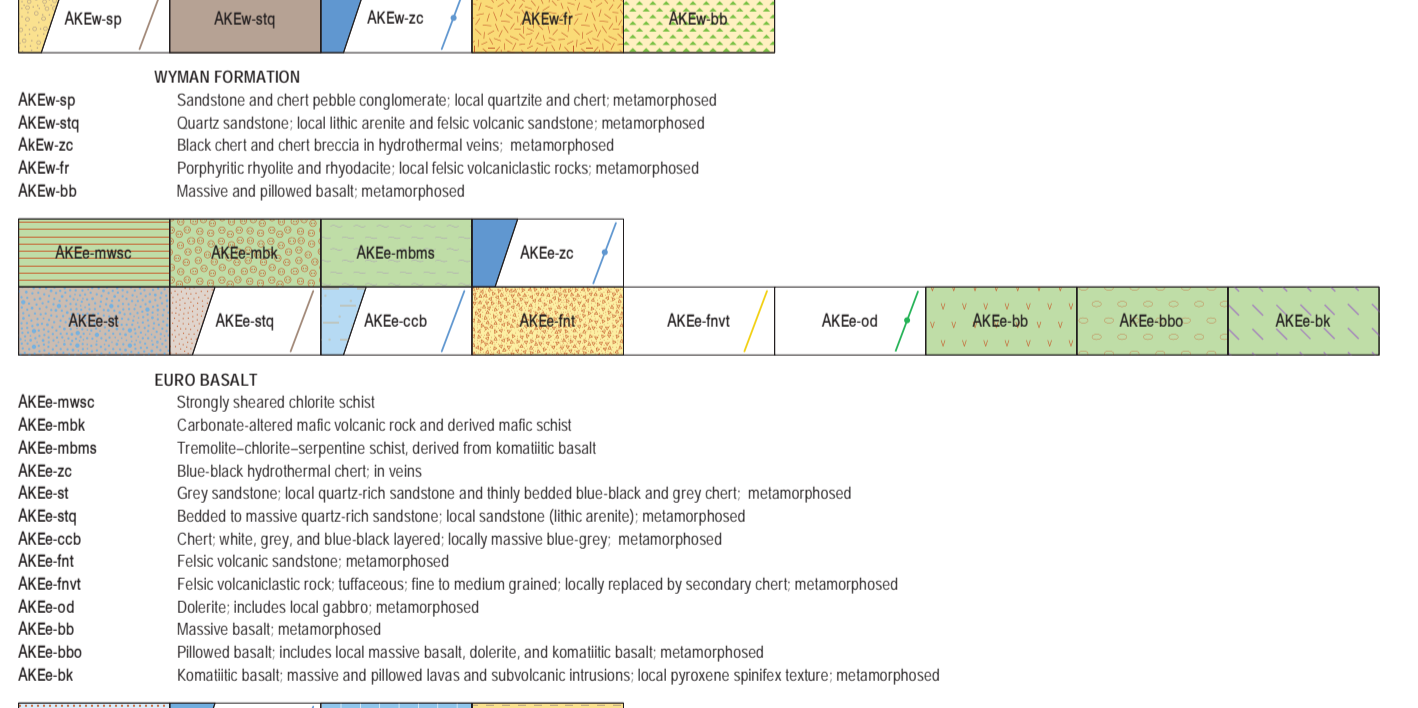 AKEw-sp AKEw-stq AKEw-zc AKEw-fr AKEw-bb
WYMAN FORMATION
AKEw-sp Sandstone and chert pebble conglomerate; local quartzite and chert; metamorphosed
AKEw-stq Quartz sandstone; local lithic arenite and felsic volcanic sandstone; metamorphosed
AkEw-zc Black chert and chert breccia in hydrothermal veins; metamorphosed
AKEw-fr Porphyritic rhyolite and rhyodacite; local felsic volcaniclastic rocks; metamorphosed
AKEw-bb Massive and pillowed basalt; metamorphosed
AKEe-mwsc AKEe-mbk AKEe-mbms AKEe-zc
AKEe-st AKEe-stq AKEe-ccb AKEe-fnt AKEe-fnvt AKEe-od AKEe-bb AKEe-bbo AKEe-bk
EURO BASALT
AKEe-mwsc Strongly sheared chlorite schist
AKEe-mbk Carbonate-altered mafic volcanic rock and derived mafic schist
AKEe-mbms Tremolite–chlorite–serpentine schist, derived from komatiitic basalt
AKEe-zc Blue-black hydrothermal chert; in veins
AKEe-st Grey sandstone; local quartz-rich sandstone and thinly bedded blue-black and grey chert; metamorphosed
AKEe-stq Bedded to massive quartz-rich sandstone; local sandstone (lithic arenite); metamorphosed
AKEe-ccb Chert; white, grey, and blue-black layered; locally massive blue-grey; metamorphosed
AKEe-fnt Felsic volcanic sandstone; metamorphosed
AKEe-fnvt Felsic volcaniclastic rock; tuffaceous; fine to medium grained; locally replaced by secondary chert; metamorphosed
AKEe-od Dolerite; includes local gabbro; metamorphosed
AKEe-bb Massive basalt; metamorphosed
AKEe-bbo Pillowed basalt; includes local massive basalt, dolerite, and komatiitic basalt; metamorphosed
AKEe-bk Komatiitic basalt; massive and pillowed lavas and subvolcanic intrusions; local pyroxene spinifex texture; metamorphosed